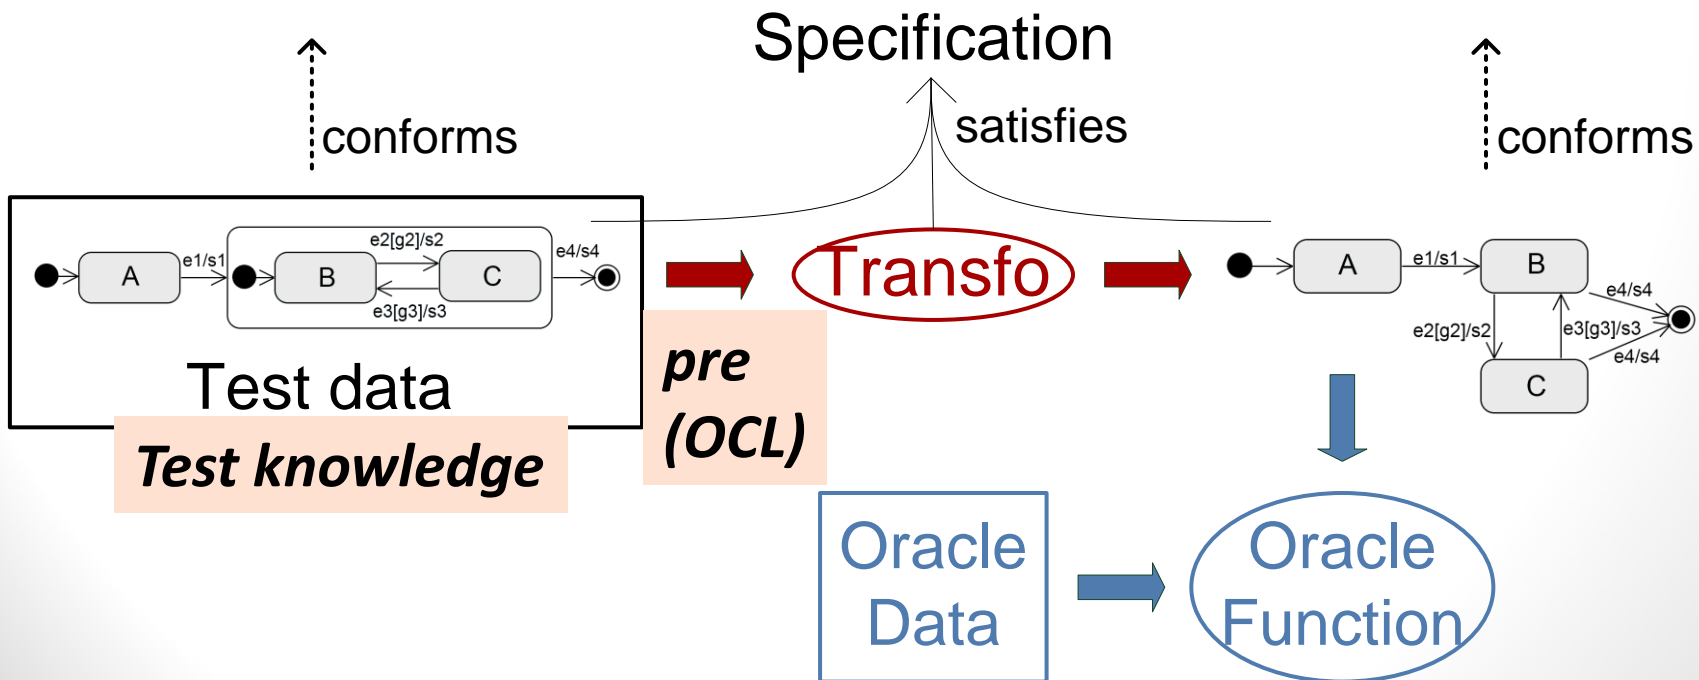 Specification
conforms
satisfies
conforms
A
e1/s1
B
e2[g2]/s2
e3[g3]/s3
C
e4/s4
Test data
Test knowledge
pre
(OCL)
Transfo
A
e1/s1
B
e4/s4
e2[g2]/s2
e3[g3]/s3
e4/s4
C
Oracle
Data
Oracle
Function